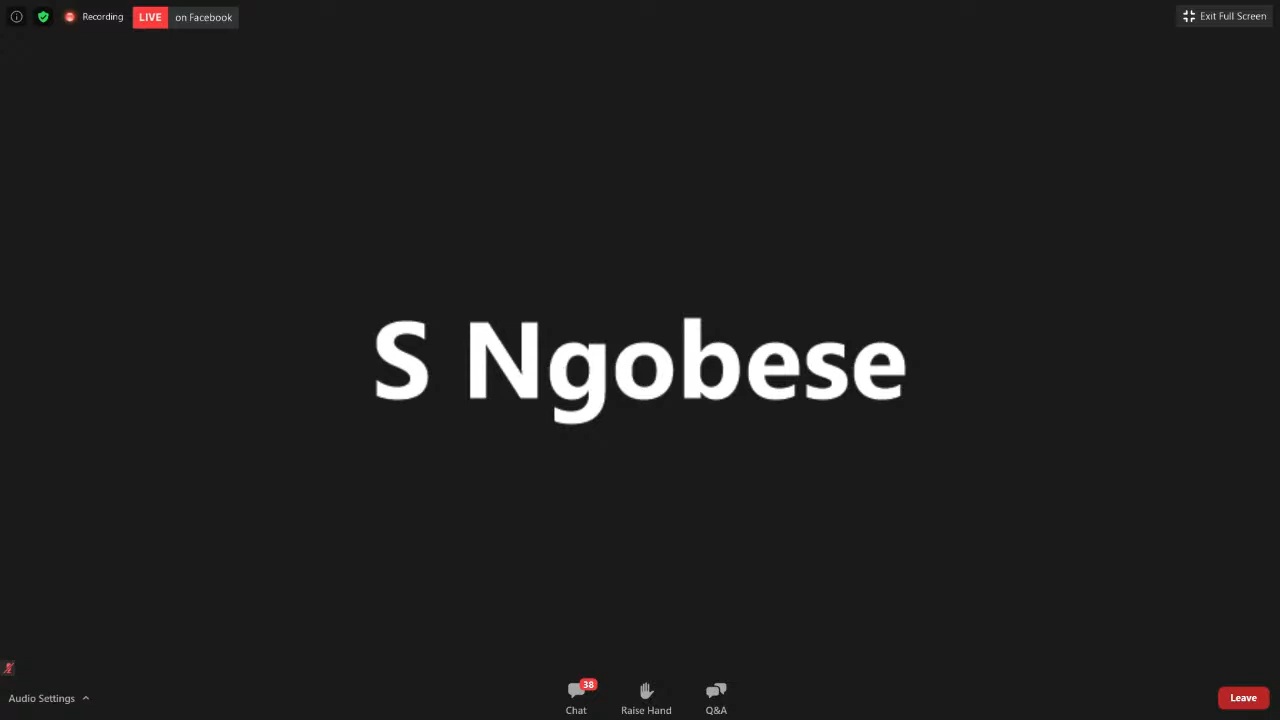 Recording
LIVE on Facebook
Exit Full Screen
S Ngobese
38
Audio Settings
Chat
Raise Hand
Q&A
Leave